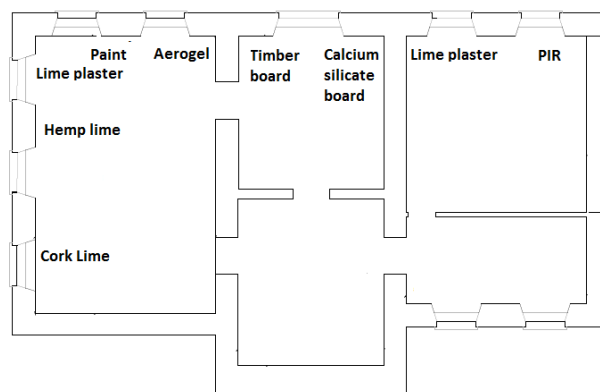 Paint
Aerogel
Lime plaster
Timber
board
Calcium
silicate
board
Lime plaster
PIR
Hemp lime
Cork Lime